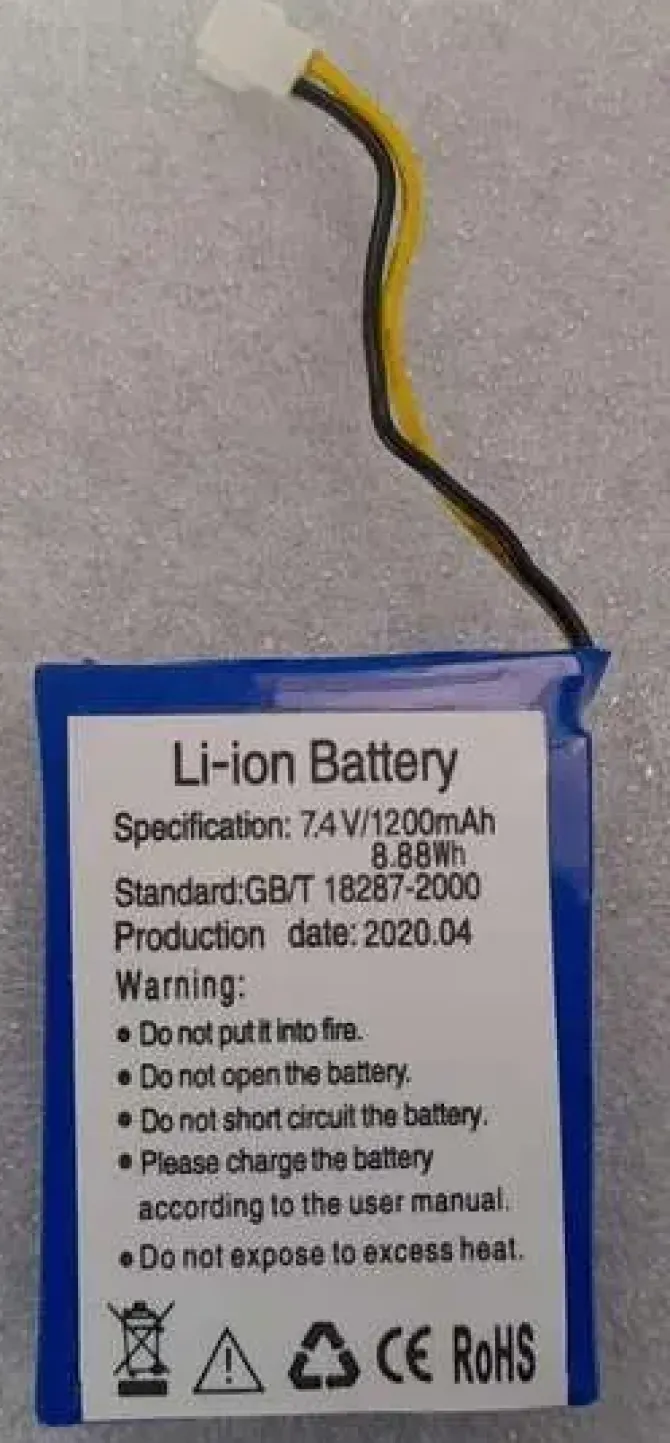 Li-ion Battery
Specification: 7.4 V/1200mAh
8.88Wh
Standard:GB/T 18287-2000
Production date: 2020.04
Warning:
• Do not put it into fire.
• Do not open the battery.
• Do not short circuit the battery.
• Please charge the battery
according to the user manual.
• Do not expose to excess heat.
CE RoHS